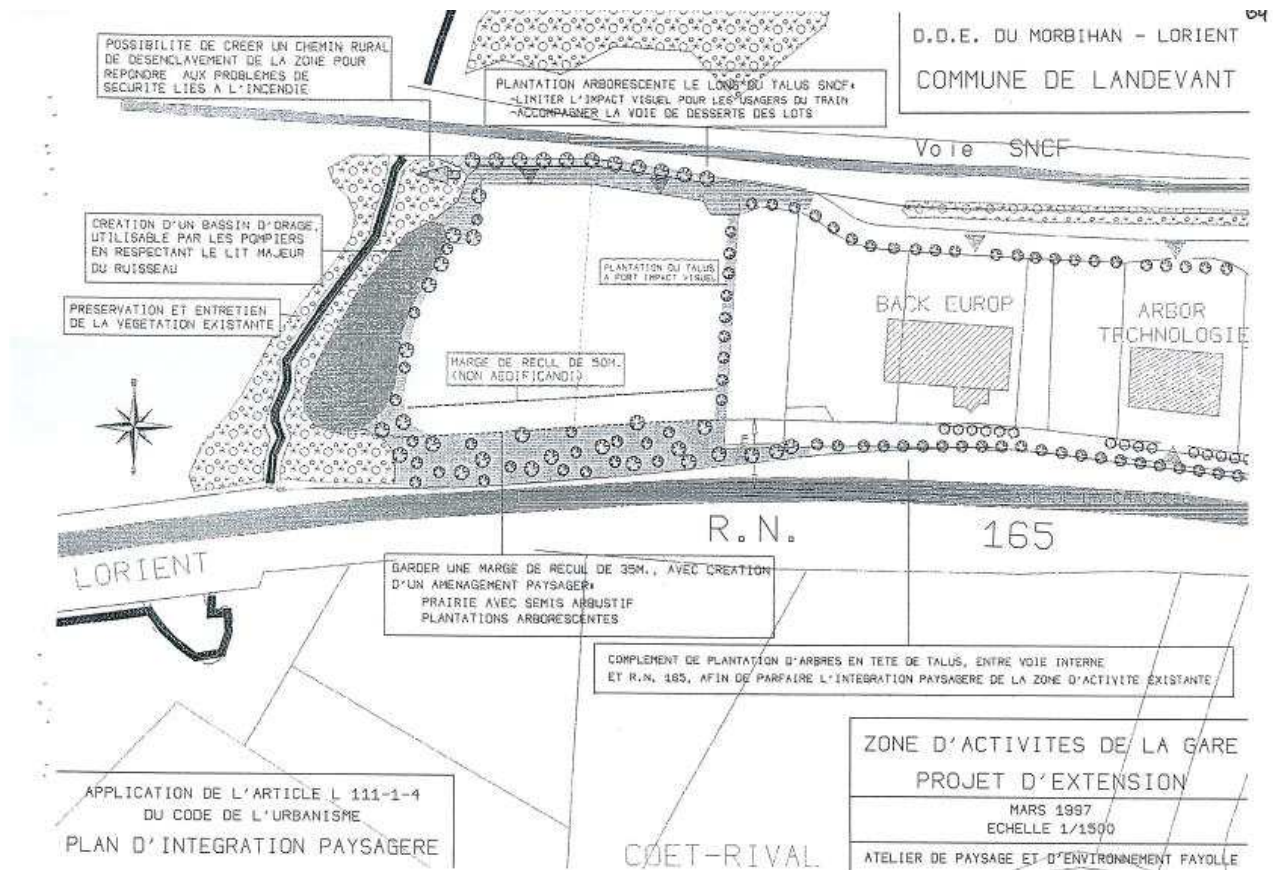 64
D.D.E. DU MORBIHAN - LORIENT
COMMUNE DE LANDEVANT
POSSIBILITE DE CREER UN CHEMIN RURAL
DE DESENCLAVEMENT DE LA ZONE POUR
REPONDRE AUX PROBLEMES DE
SECURITE LIES A L'INCENDIE
PLANTATION ARBORESCENTE LE LONG DU TALUS SNCF:
-LIMITER L'IMPACT VISUEL POUR LES USAGERS DU TRAIN
-ACCOMPAGNER LA VOIE DE DESSERTE DES LOTS
Voie SNCF
CREATION D'UN BASSIN D'ORAGE,
UTILISABLE PAR LES POMPIERS
EN RESPECTANT LE LIT MAJEUR
DU RUISSEAU
PLANTATION DU TALUS
A FORT IMPACT VISUEL
PRESERVATION ET ENTRETIEN
DE LA VEGETATION EXISTANTE
BACK EUROP
ARBOR
TECHNOLOGIE
MARGE DE RECUL DE 50M.
(NON AEDIFICANDI)
AXE DE LA CHAUSSEE
R.N. 165
LORIENT
GARDER UNE MARGE DE RECUL DE 35M., AVEC CREATION
D'UN AMENAGEMENT PAYSAGER:
PRAIRIE AVEC SEMIS ARBUSTIF
PLANTATIONS ARBORESCENTES
COMPLEMENT DE PLANTATION D'ARBRES EN TETE DE TALUS, ENTRE VOIE INTERNE
ET R.N. 165, AFIN DE PARFAIRE L'INTEGRATION PAYSAGERE DE LA ZONE D'ACTIVITE EXISTANTE
APPLICATION DE L'ARTICLE L 111-1-4
DU CODE DE L'URBANISME
PLAN D'INTEGRATION PAYSAGERE
COET-RIVAL
ZONE D'ACTIVITES DE LA GARE
PROJET D'EXTENSION
MARS 1997
ECHELLE 1/1500
ATELIER DE PAYSAGE ET D'ENVIRONNEMENT FAYOLLE